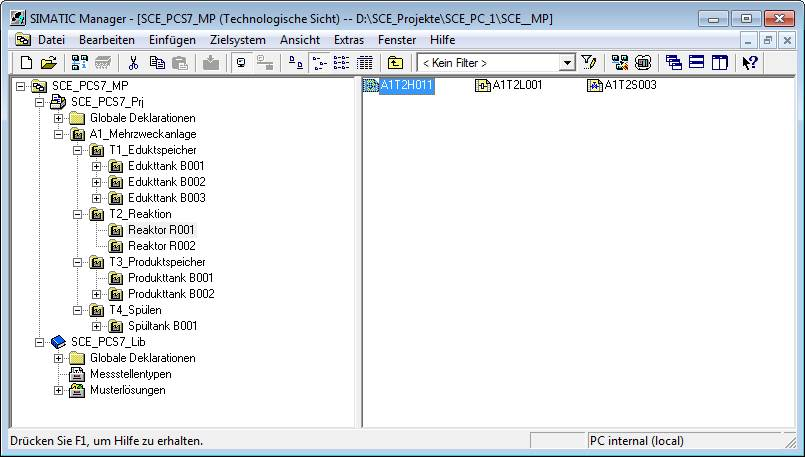 SIMATIC Manager - [SCE_PCS7_MP (Technologische Sicht) -- D:\SCE_Projekte\SCE_PC_1\SCE__MP]
Datei Bearbeiten Einfügen Zielsystem Ansicht Extras Fenster Hilfe
< Kein Filter >
SCE_PCS7_MP
SCE_PCS7_Prj
Globale Deklarationen
A1_Mehrzweckanlage
T1_Eduktspeicher
Edukttank B001
Edukttank B002
Edukttank B003
T2_Reaktion
Reaktor R001
Reaktor R002
T3_Produktspeicher
Produkttank B001
Produkttank B002
T4_Spülen
Spültank B001
SCE_PCS7_Lib
Globale Deklarationen
Messstellentypen
Musterlösungen
A1T2H011 A1T2L001 A1T2S003
Drücken Sie F1, um Hilfe zu erhalten. PC internal (local)